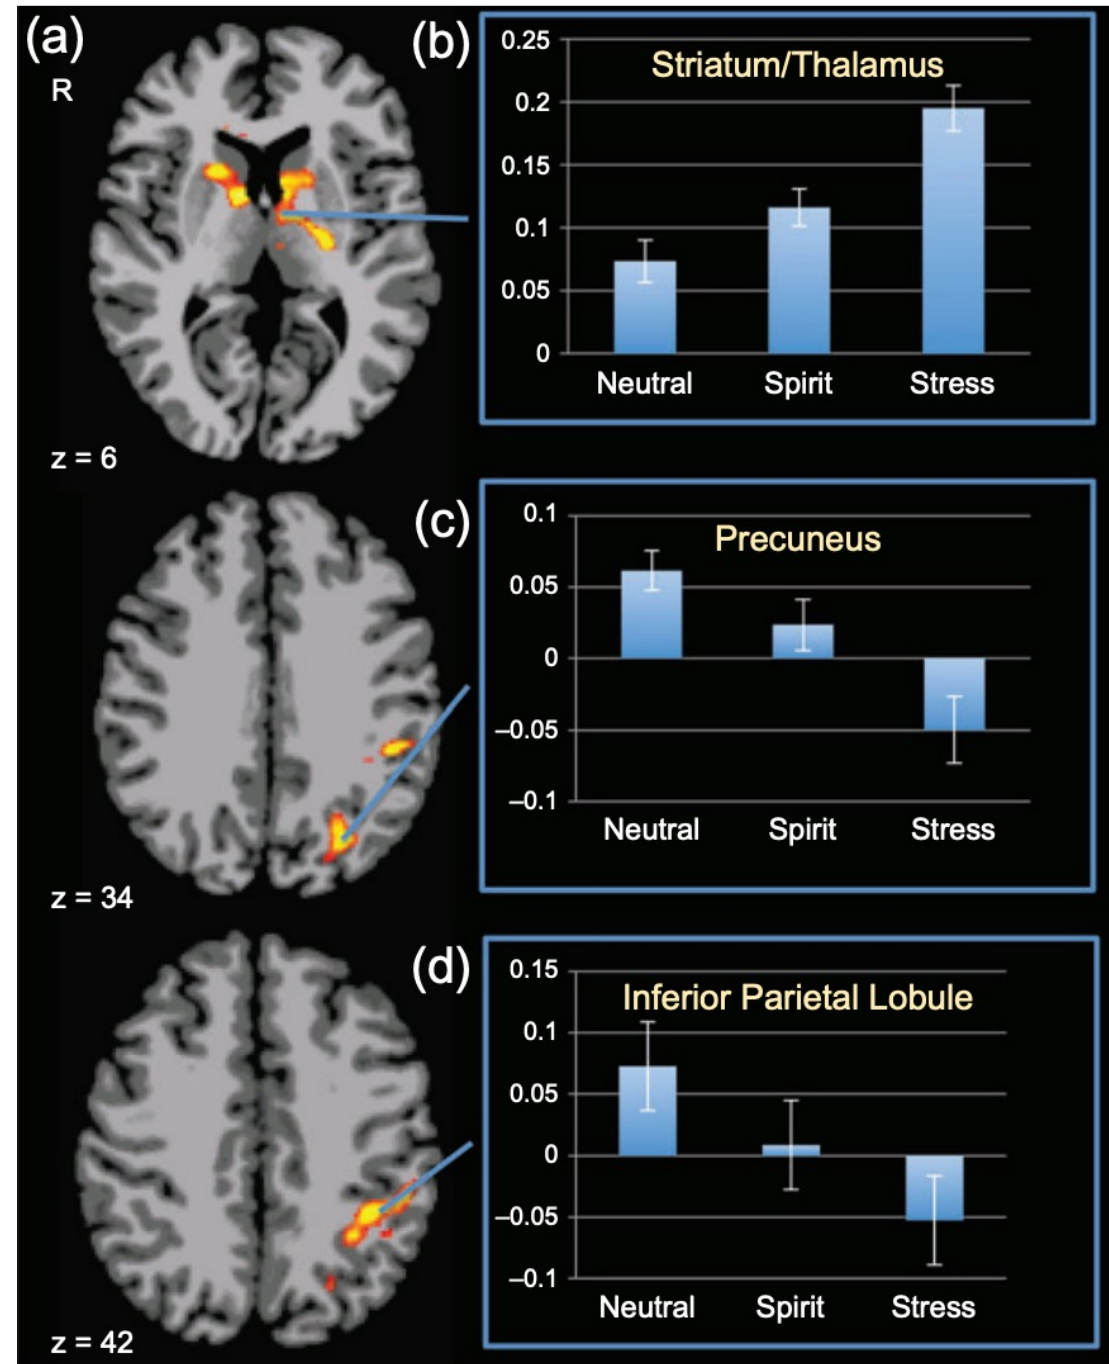 (a)
R
z = 6
(b)
Striatum/Thalamus
0.25
0.2
0.15
0.1
0.05
0
Neutral Spirit Stress
z = 34
(c)
Precuneus
0.1
0.05
0
–0.05
–0.1
Neutral Spirit Stress
z = 42
(d)
Inferior Parietal Lobule
0.15
0.1
0.05
0
–0.05
–0.1
Neutral Spirit Stress